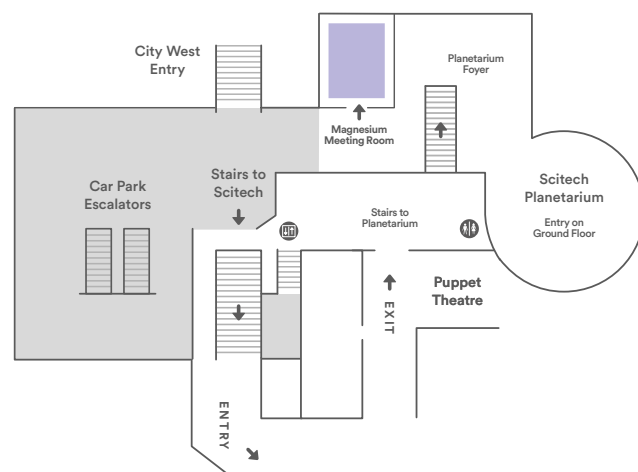 City West
Entry
Planetarium
Foyer
Magnesium
Meeting Room
Car Park
Escalators
Stairs to
Scitech
Scitech
Planetarium
Entry on
Ground Floor
Stairs to
Planetarium
Puppet
Theatre
EXIT
ENTRY